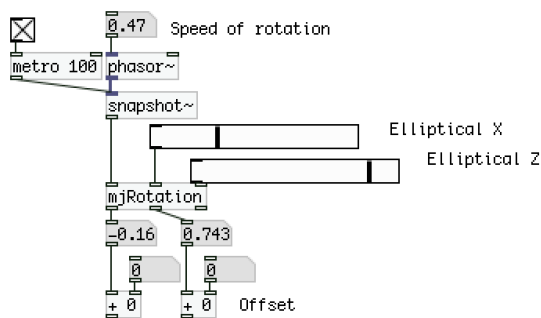 0.47 Speed of rotation
metro 100 phasor~
snapshot~
Elliptical X
Elliptical Z
mjRotation
-0.16 0.743
0 0
+ 0 + 0 Offset